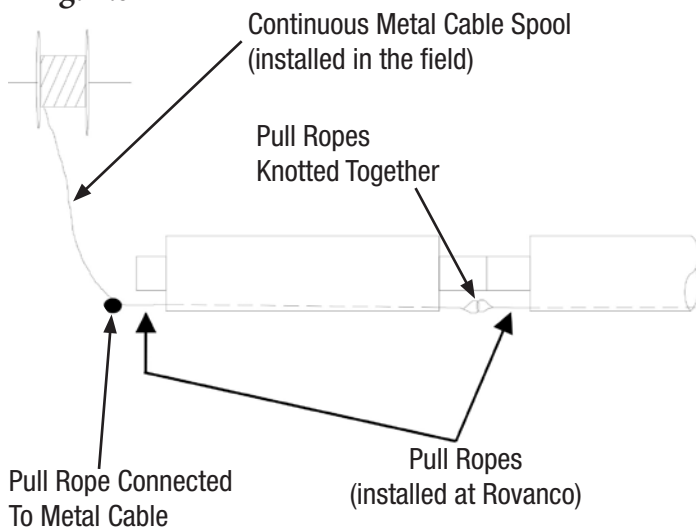 Continuous Metal Cable Spool
(installed in the field)
Pull Ropes
Knotted Together
Pull Rope Connected
To Metal Cable
Pull Ropes
(installed at Rovanco)